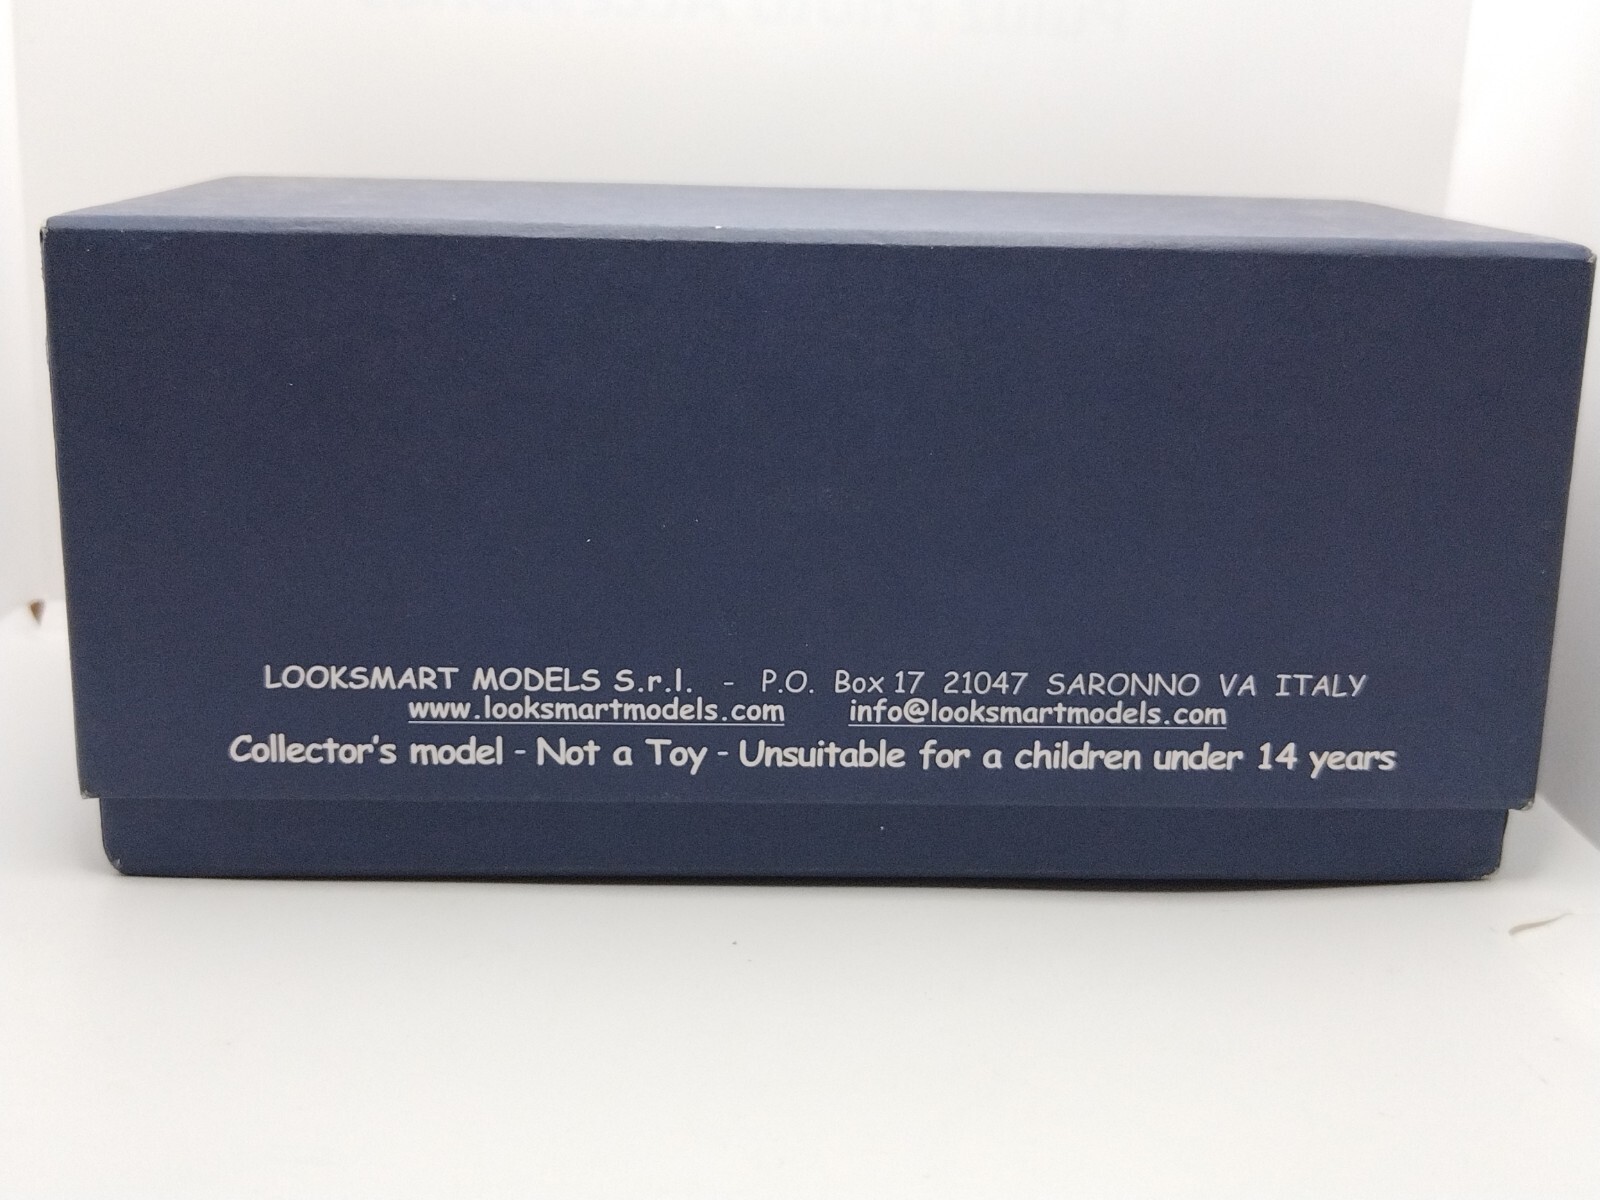 LOOKSMART MODELS S.r.l. - P.O. Box 17 21047 SARONNO VA ITALY
www.looksmartmodels.com info@looksmartmodels.com
Collector's model - Not a Toy - Unsuitable for a children under 14 years